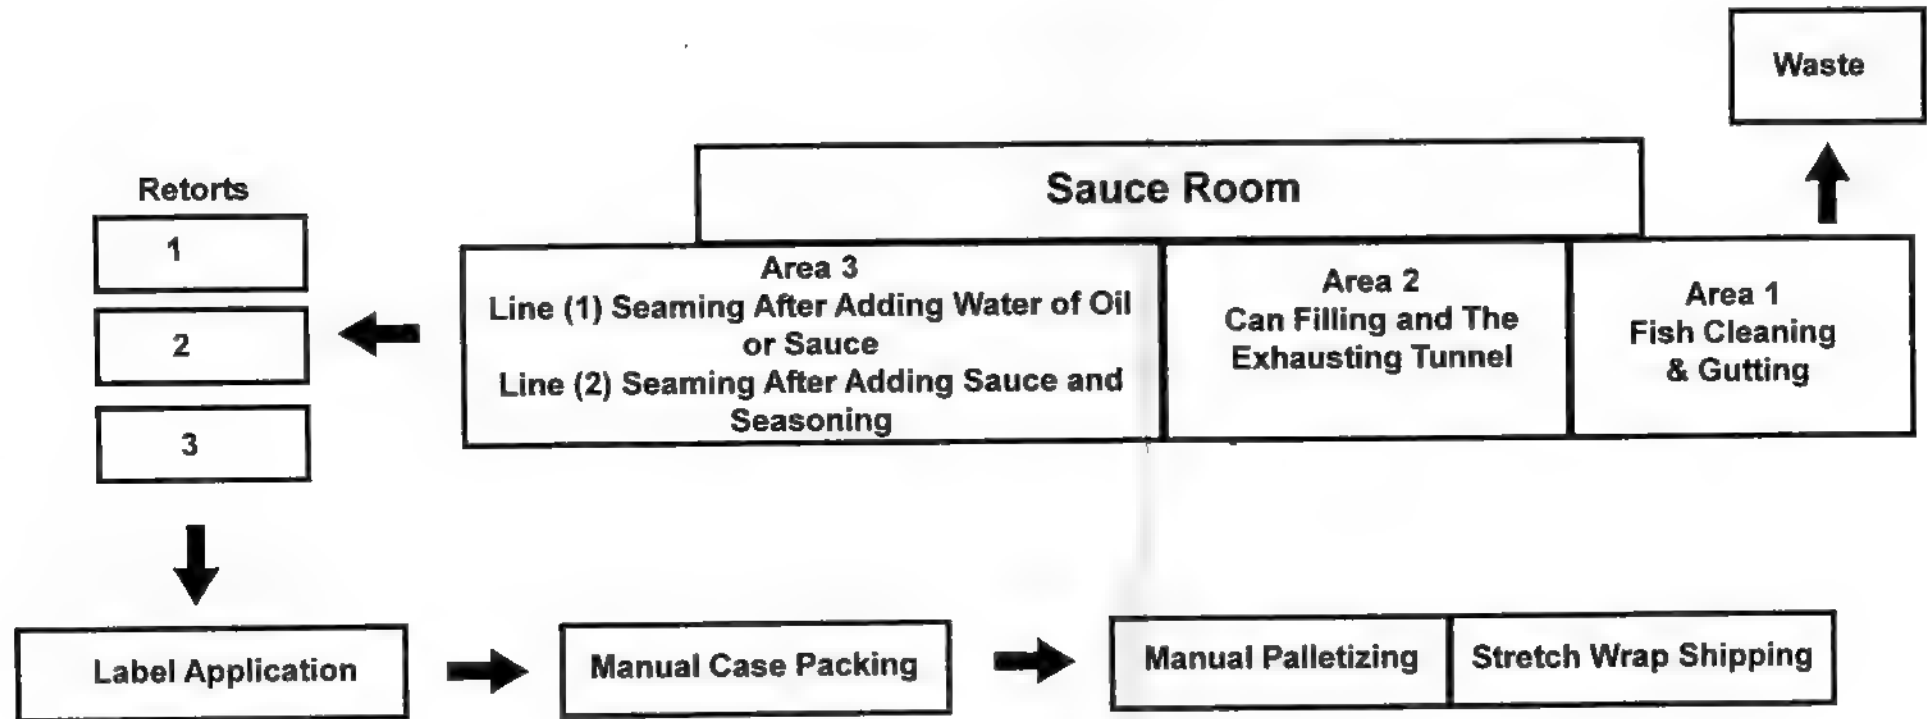 Waste
Sauce Room
Retorts
1
2
3
Area 3
Line (1) Seaming After Adding Water of Oil
or Sauce
Line (2) Seaming After Adding Sauce and
Seasoning
Area 2
Can Filling and The
Exhausting Tunnel
Area 1
Fish Cleaning
& Gutting
Label Application
Manual Case Packing
Manual Palletizing
Stretch Wrap Shipping